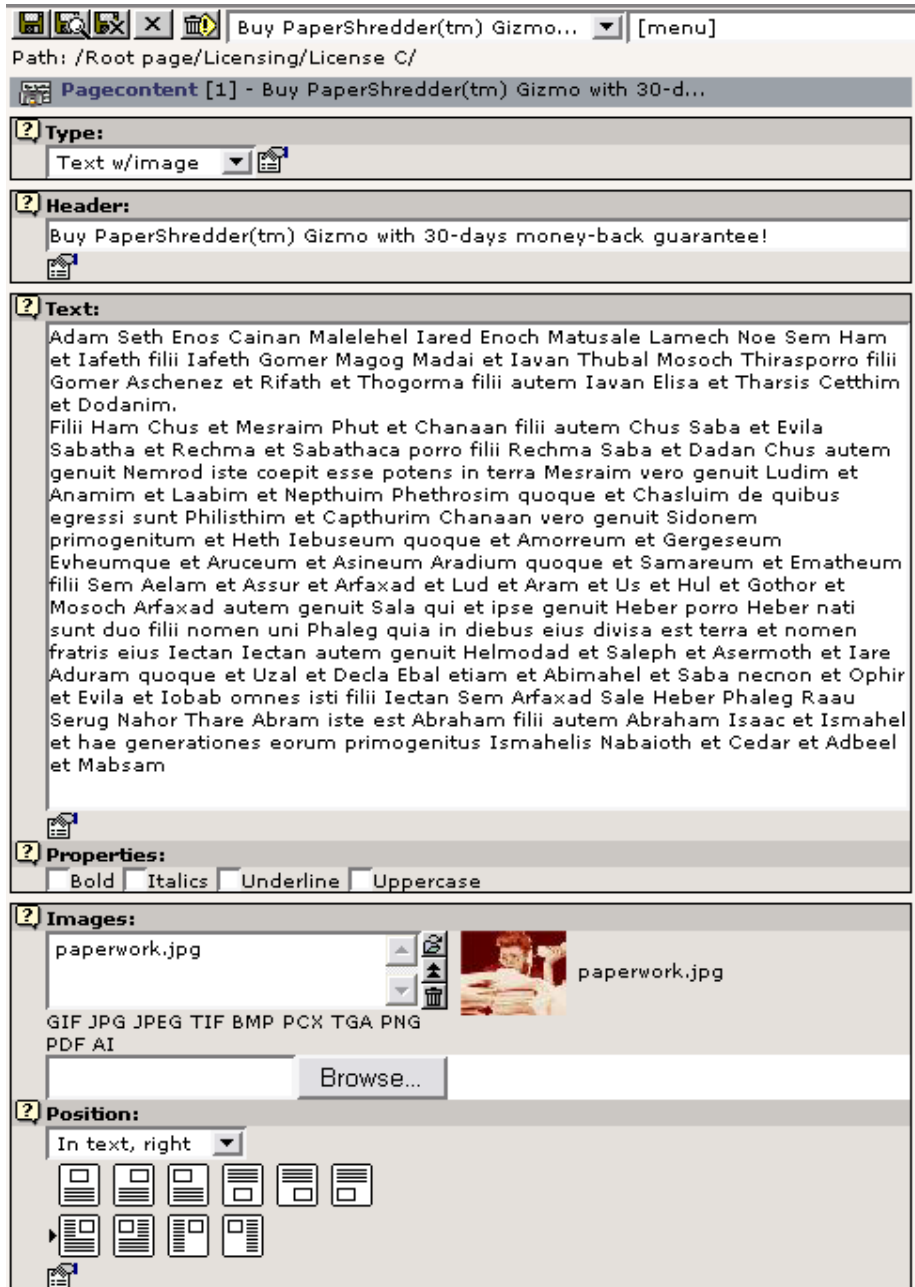 Buy PaperShredder(tm) Gizmo... [menu]
Path: /Root page/Licensing/License C/
Pagecontent [1] - Buy PaperShredder(tm) Gizmo with 30-d...
Type:
Text w/image
Header:
Buy PaperShredder(tm) Gizmo with 30-days money-back guarantee!
Text:
Adam Seth Enos Cainan Malelehel Iared Enoch Matusale Lamech Noe Sem Ham
et Iafeth filii Iafeth Gomer Magog Madai et Iavan Thubal Mosoch Thirasporro filii
Gomer Aschenez et Rifath et Thogorma filii autem Iavan Elisa et Tharsis Cetthim
et Dodanim.
Filii Ham Chus et Mesraim Phut et Chanaan filii autem Chus Saba et Evila
Sabatha et Rechma et Sabathaca porro filii Rechma Saba et Dadan Chus autem
genuit Nemrod iste coepit esse potens in terra Mesraim vero genuit Ludim et
Anamim et Laabim et Nepthuim Phethrosim quoque et Chasluim de quibus
egressi sunt Philisthim et Capthurim Chanaan vero genuit Sidonem
primogenitum et Heth Iebuseum quoque et Amorreum et Gergeseum
Evheumque et Aruceum et Asineum Aradium quoque et Samareum et Ematheum
filii Sem Aelam et Assur et Arfaxad et Lud et Aram et Us et Hul et Gothor et
Mosoch Arfaxad autem genuit Sala qui et ipse genuit Heber porro Heber nati
sunt duo filii nomen uni Phaleg quia in diebus eius divisa est terra et nomen
fratris eius Iectan Iectan autem genuit Helmodad et Saleph et Asermoth et Iare
Aduram quoque et Uzal et Decla Ebal etiam et Abimahel et Saba necnon et Ophir
et Evila et Iobab omnes isti filii Iectan Sem Arfaxad Sale Heber Phaleg Raau
Serug Nahor Thare Abram iste est Abraham filii autem Abraham Isaac et Ismahel
et hae generationes eorum primogenitus Ismahelis Nabaioth et Cedar et Adbeel
et Mabsam
Properties:
Bold Italics Underline Uppercase
Images:
paperwork.jpg
paperwork.jpg
GIF JPG JPEG TIF BMP PCX TGA PNG
PDF AI
Browse...
Position:
In text, right